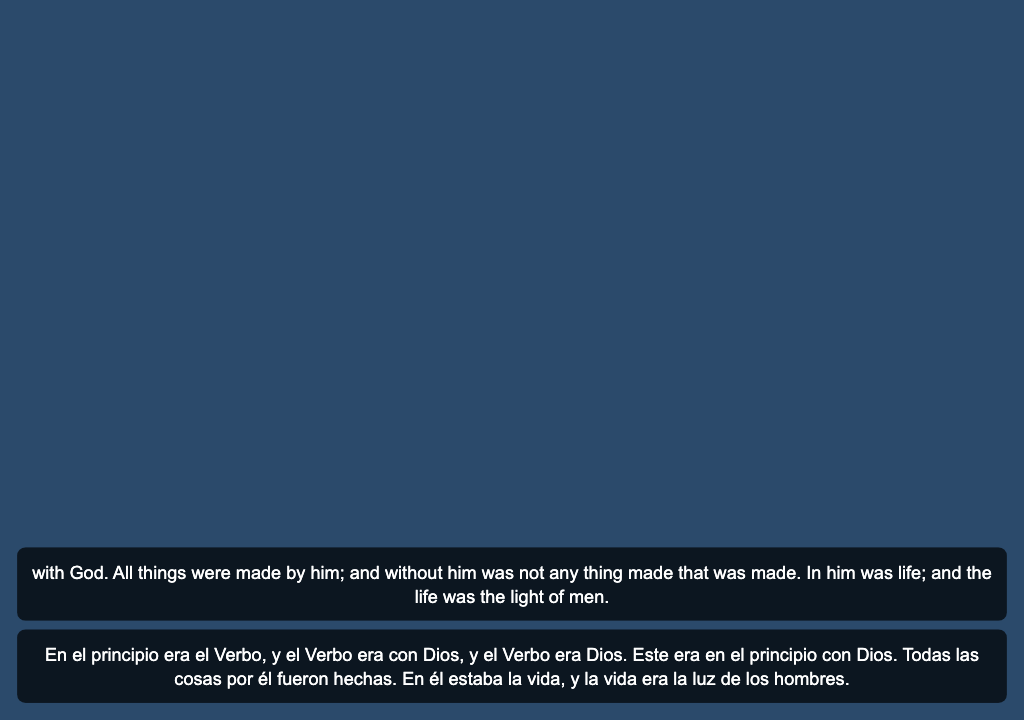 with God. All things were made by him; and without him was not any thing made that was made. In him was life; and the
life was the light of men.
En el principio era el Verbo, y el Verbo era con Dios, y el Verbo era Dios. Este era en el principio con Dios. Todas las
cosas por él fueron hechas. En él estaba la vida, y la vida era la luz de los hombres.